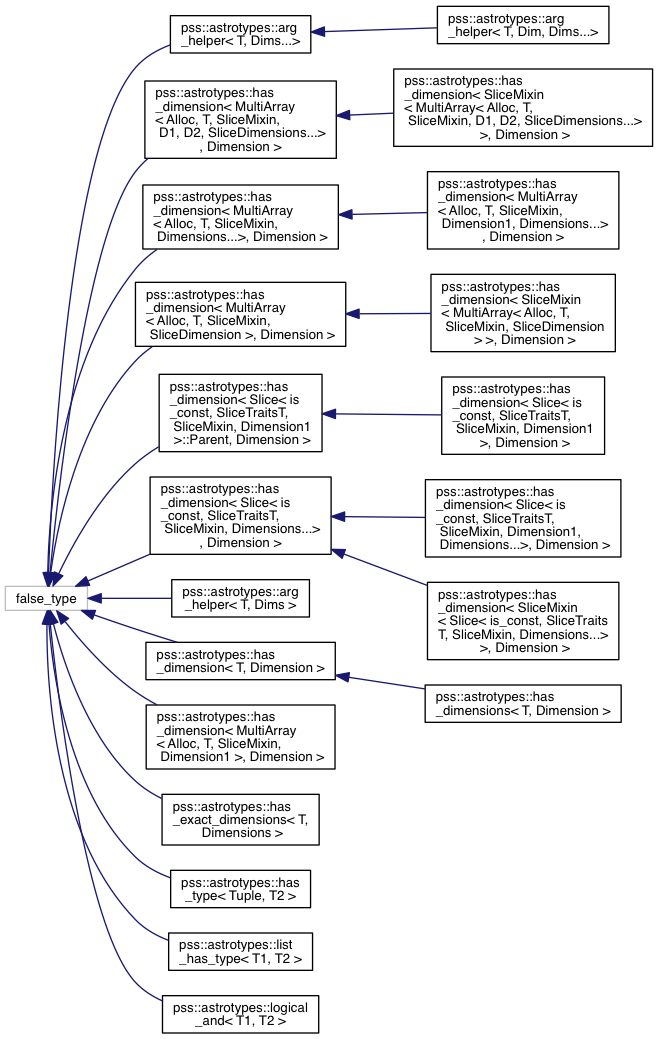 pss::astrotypes::arg
_helper< T, Dims...>
pss::astrotypes::arg
_helper< T, Dim, Dims...>
pss::astrotypes::has
_dimension< MultiArray
< Alloc, T, SliceMixin,
D1, D2, SliceDimensions...>
, Dimension >
pss::astrotypes::has
_dimension< SliceMixin
< MultiArray< Alloc, T,
SliceMixin, D1, D2, SliceDimensions...>
>, Dimension >
pss::astrotypes::has
_dimension< MultiArray
< Alloc, T, SliceMixin,
Dimensions...>, Dimension >
pss::astrotypes::has
_dimension< MultiArray
< Alloc, T, SliceMixin,
Dimension1, Dimensions...>
, Dimension >
pss::astrotypes::has
_dimension< MultiArray
< Alloc, T, SliceMixin,
SliceDimension >, Dimension >
pss::astrotypes::has
_dimension< SliceMixin
< MultiArray< Alloc, T,
SliceMixin, SliceDimension
> >, Dimension >
pss::astrotypes::has
_dimension< Slice< is
_const, SliceTraitsT,
SliceMixin, Dimension1
>::Parent, Dimension >
pss::astrotypes::has
_dimension< Slice< is
_const, SliceTraitsT,
SliceMixin, Dimension1
>, Dimension >
pss::astrotypes::has
_dimension< Slice< is
_const, SliceTraitsT,
SliceMixin, Dimensions...>
, Dimension >
pss::astrotypes::has
_dimension< Slice< is
_const, SliceTraitsT,
SliceMixin, Dimension1,
Dimensions...>, Dimension >
false_type
pss::astrotypes::arg
_helper< T, Dims >
pss::astrotypes::has
_dimension< SliceMixin
< Slice< is_const, SliceTraits
T, SliceMixin, Dimensions...>
>, Dimension >
pss::astrotypes::has
_dimension< T, Dimension >
pss::astrotypes::has
_dimensions< T, Dimension >
pss::astrotypes::has
_dimension< MultiArray
< Alloc, T, SliceMixin,
Dimension1 >, Dimension >
pss::astrotypes::has
_exact_dimensions< T,
Dimensions >
pss::astrotypes::has
_type< Tuple, T2 >
pss::astrotypes::list
_has_type< T1, T2 >
pss::astrotypes::logical
_and< T1, T2 >